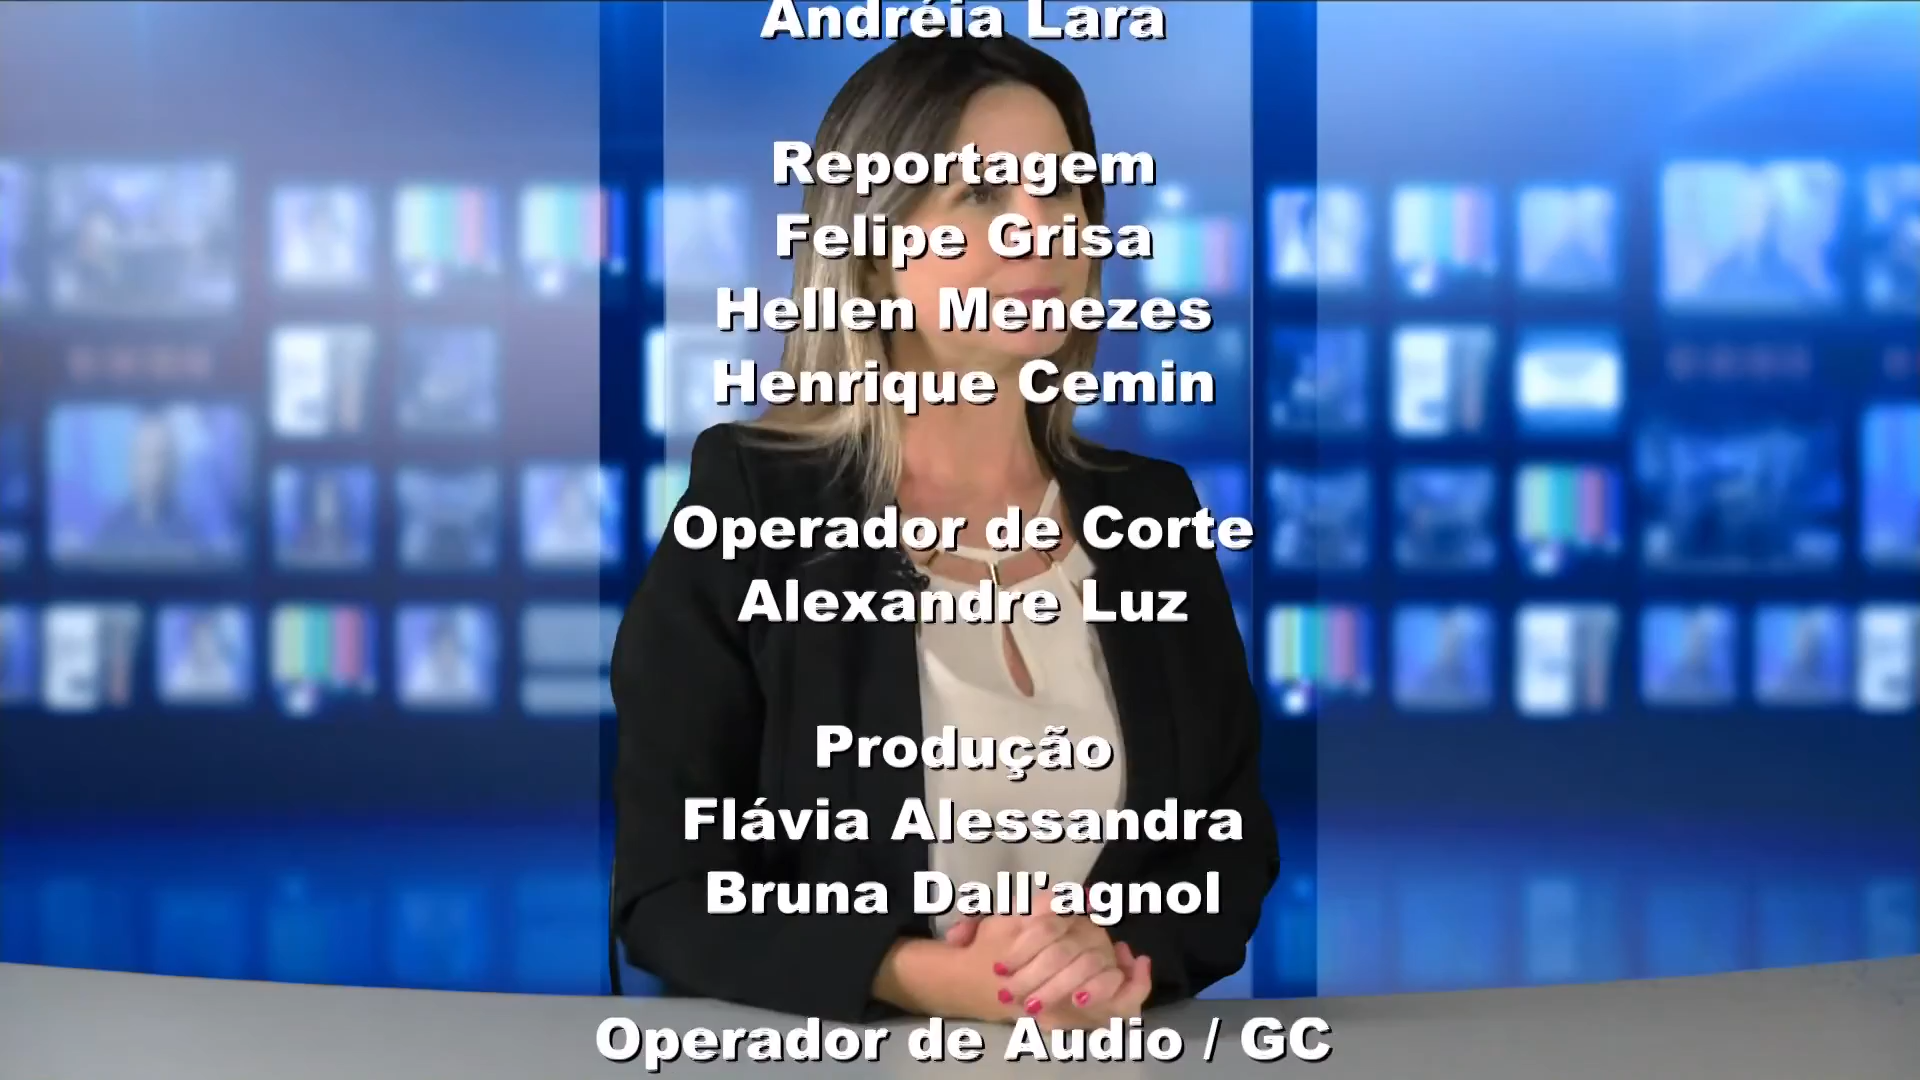 Andréia Lara
Reportagem
Felipe Grisa
Hellen Menezes
Henrique Cemin
Operador de Corte
Alexandre Luz
Produção
Flávia Alessandra
Bruna Dall'agnol
Operador de Audio / GC